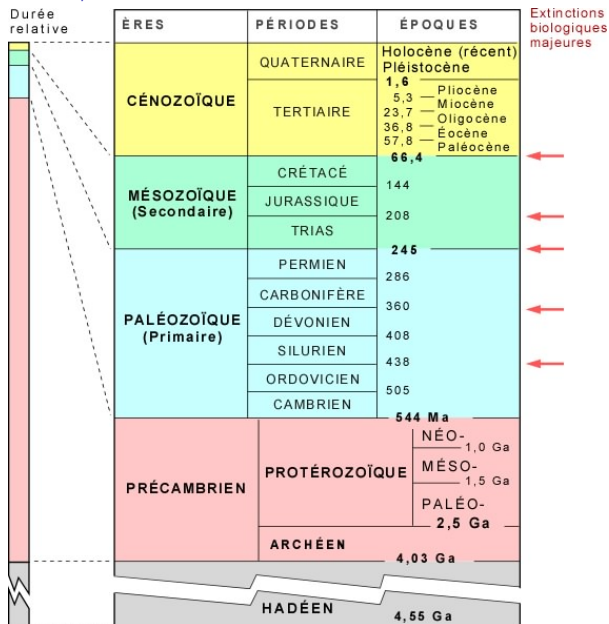 Durée
relative
ÈRES
PÉRIODES
ÉPOQUES
Extinctions
biologiques
majeures
CÉNOZOÏQUE
QUATERNAIRE
Holocène (récent)
Pléistocène
1,6
TERTIAIRE
Pliocène
5,3
Miocène
23,7
Oligocène
36,8
Éocène
57,8
Paléocène
66,4
MÉSOZOÏQUE
(Secondaire)
CRÉTACÉ
144
JURASSIQUE
208
TRIAS
245
PALÉOZOÏQUE
(Primaire)
PERMIEN
286
CARBONIFÈRE
360
DÉVONIEN
408
SILURIEN
438
ORDOVICIEN
505
CAMBRIEN
544 Ma
PRÉCAMBRIEN
PROTÉROZOÏQUE
NÉO-
1,0 Ga
MÉSO-
1,5 Ga
PALÉO-
2,5 Ga
ARCHÉEN
4,03 Ga
HADÉEN
4,55 Ga